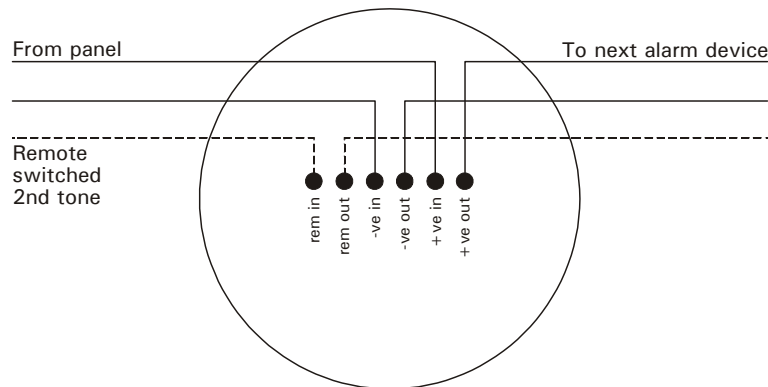 From panel
To next alarm device
Remote
switched
2nd tone
rem in
rem out
-ve in
-ve out
+ve in
+ve out